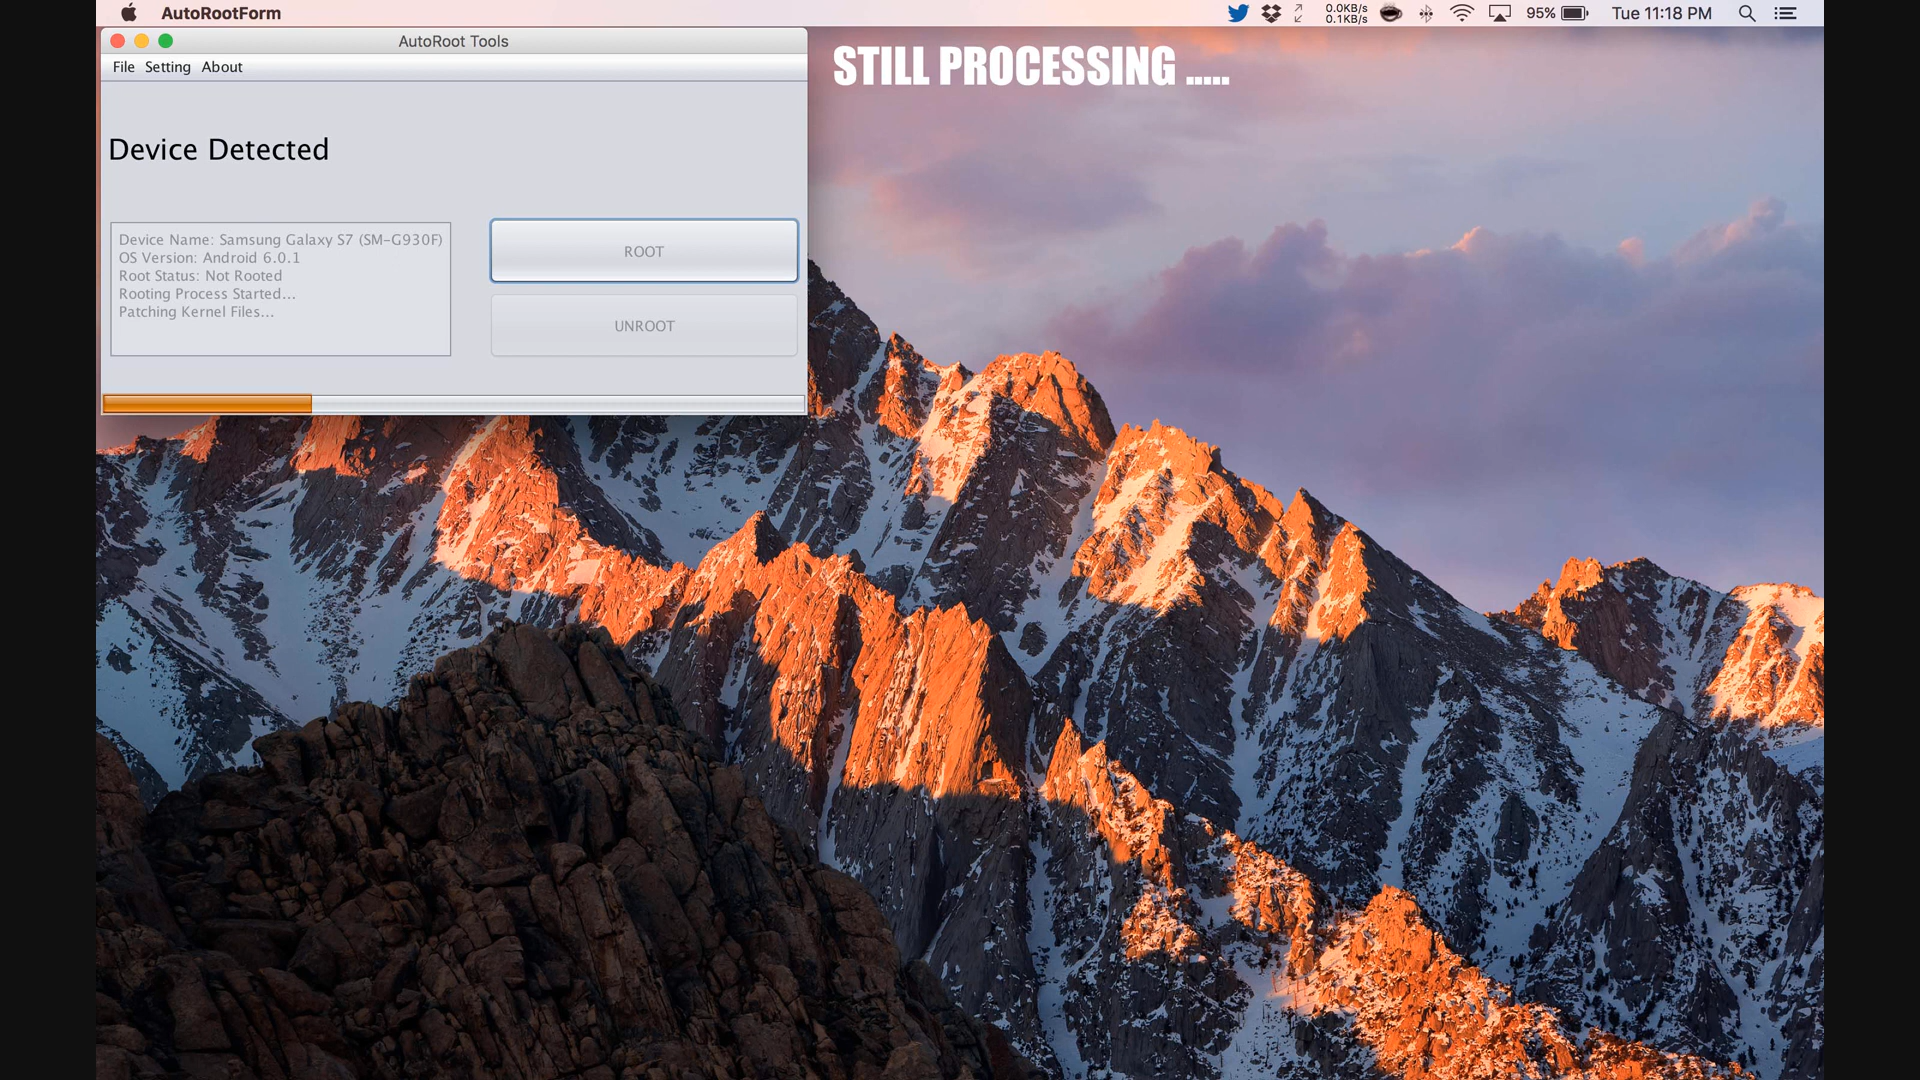 AutoRootForm
0.0KB/s
0.1KB/s
95%
Tue 11:18 PM
AutoRoot Tools
File Setting About
STILL PROCESSING .....
Device Detected
Device Name: Samsung Galaxy S7 (SM-G930F)
OS Version: Android 6.0.1
Root Status: Not Rooted
Rooting Process Started...
Patching Kernel Files...
ROOT
UNROOT